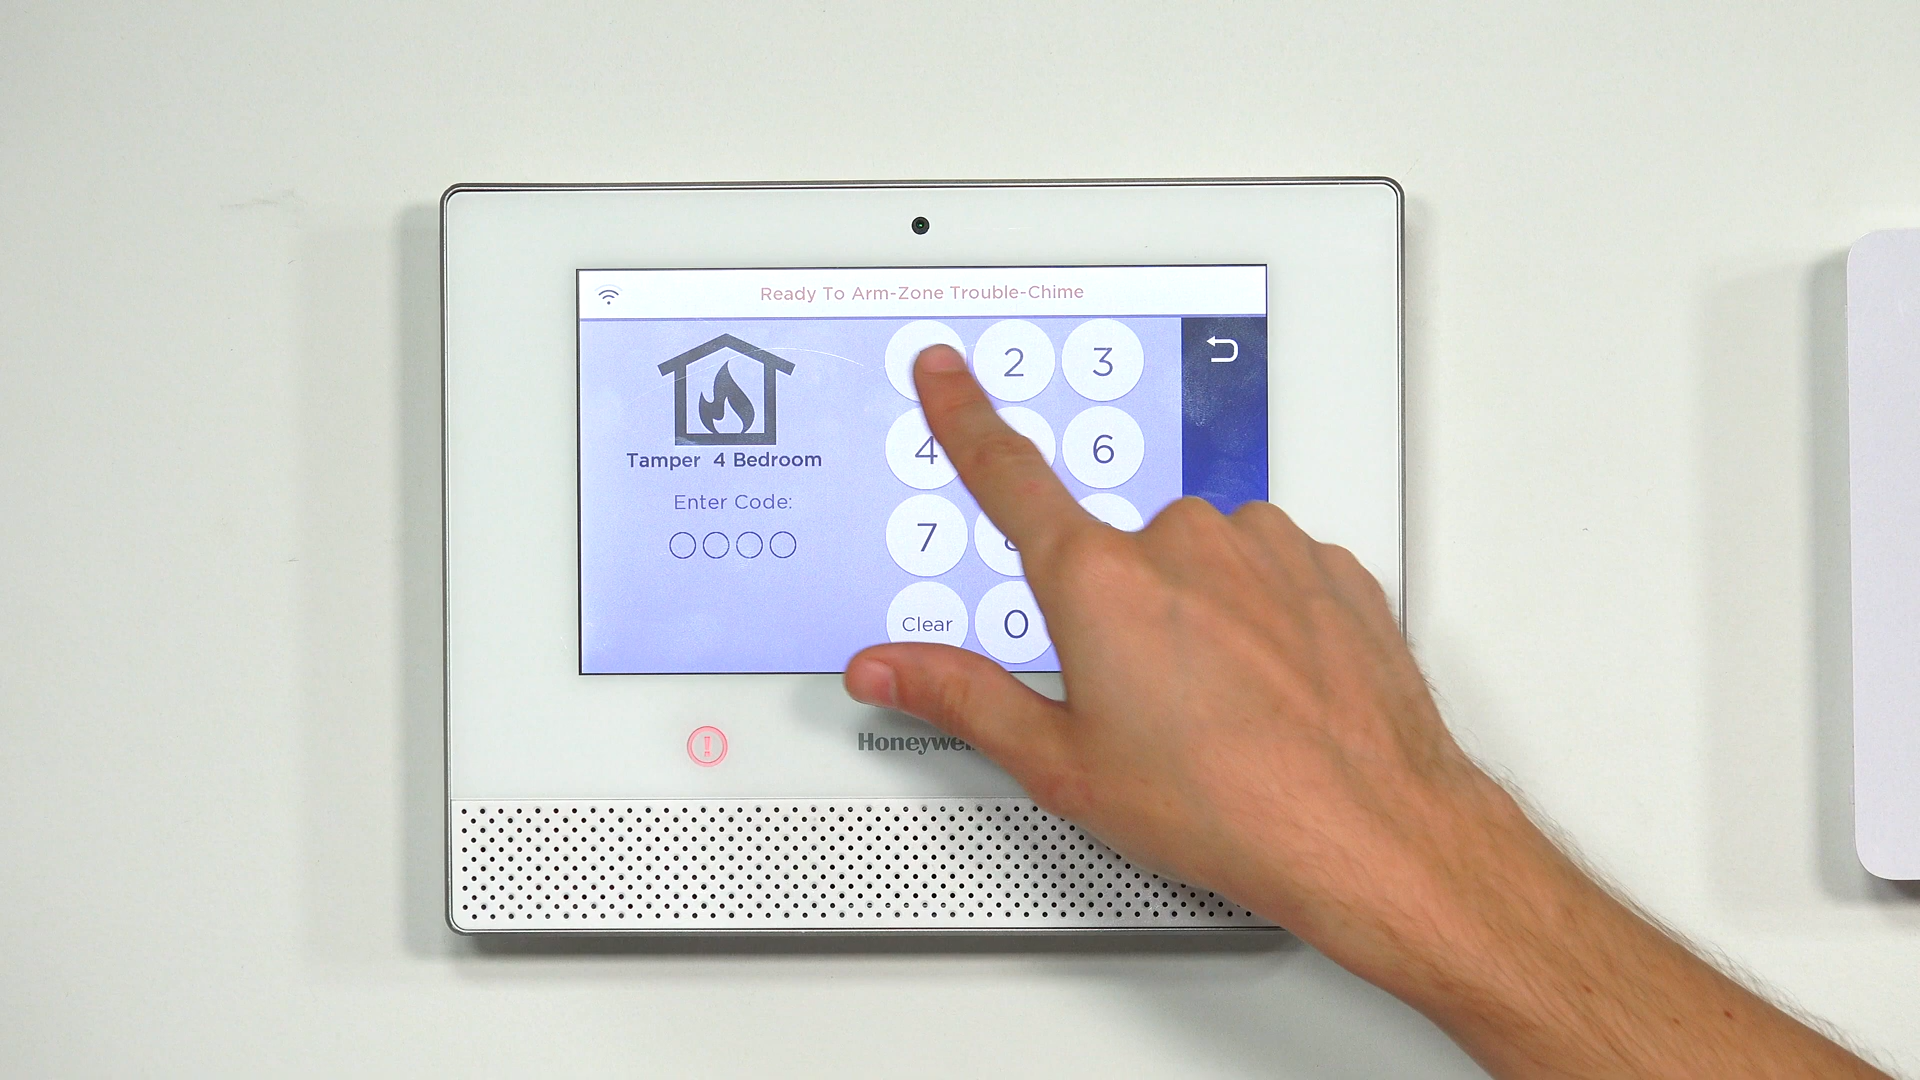 Ready To Arm-Zone Trouble-Chime
2 3
4 6
Tamper 4 Bedroom
Enter Code:
7
Clear 0